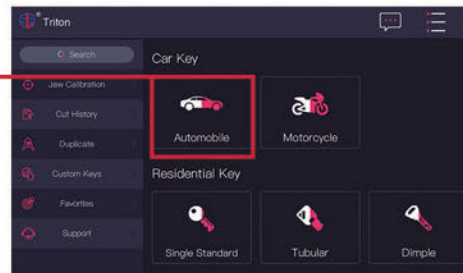 Triton
Search
Jaw Calibration
Cut History
Duplicate
Custom Keys
Favorites
Support
Car Key
Automobile
Motorcycle
Residential Key
Single Standard
Tubular
Dimple